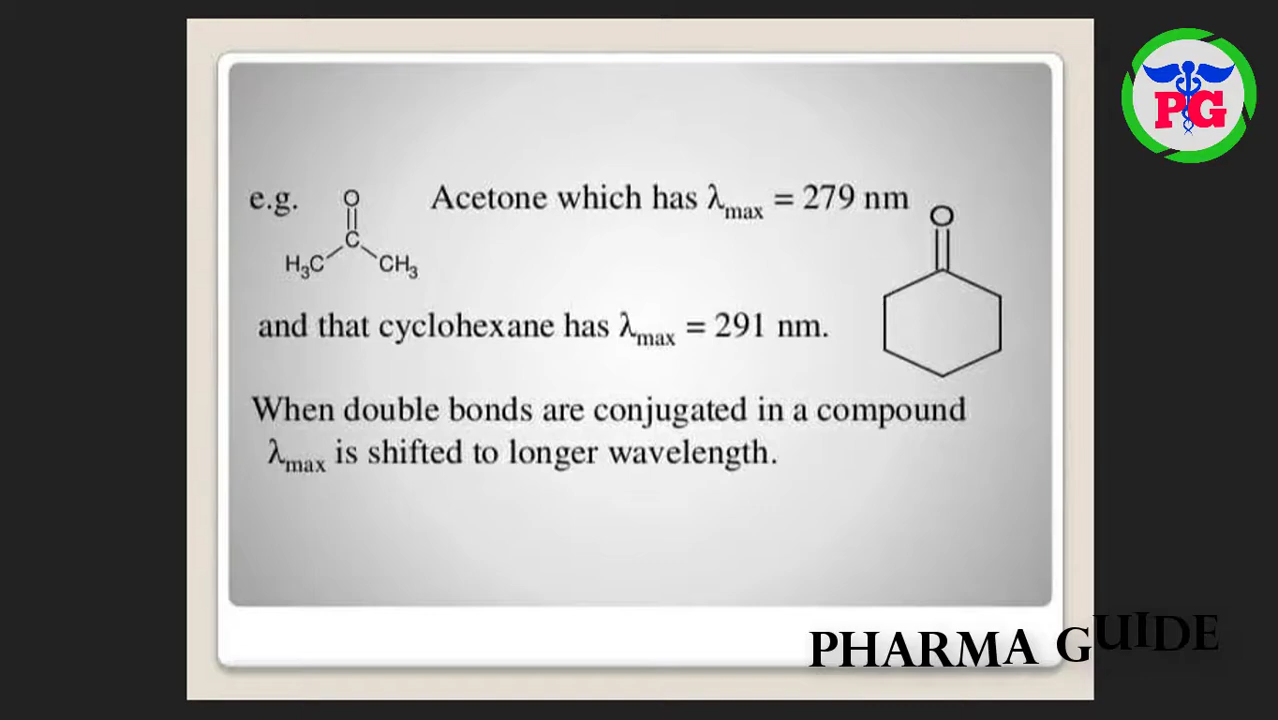 PG
e.g.
O
Acetone which has λmax = 279 nm
O
C
H3C CH3
and that cyclohexane has λmax = 291 nm.
When double bonds are conjugated in a compound
λmax is shifted to longer wavelength.
PHARMA GUIDE